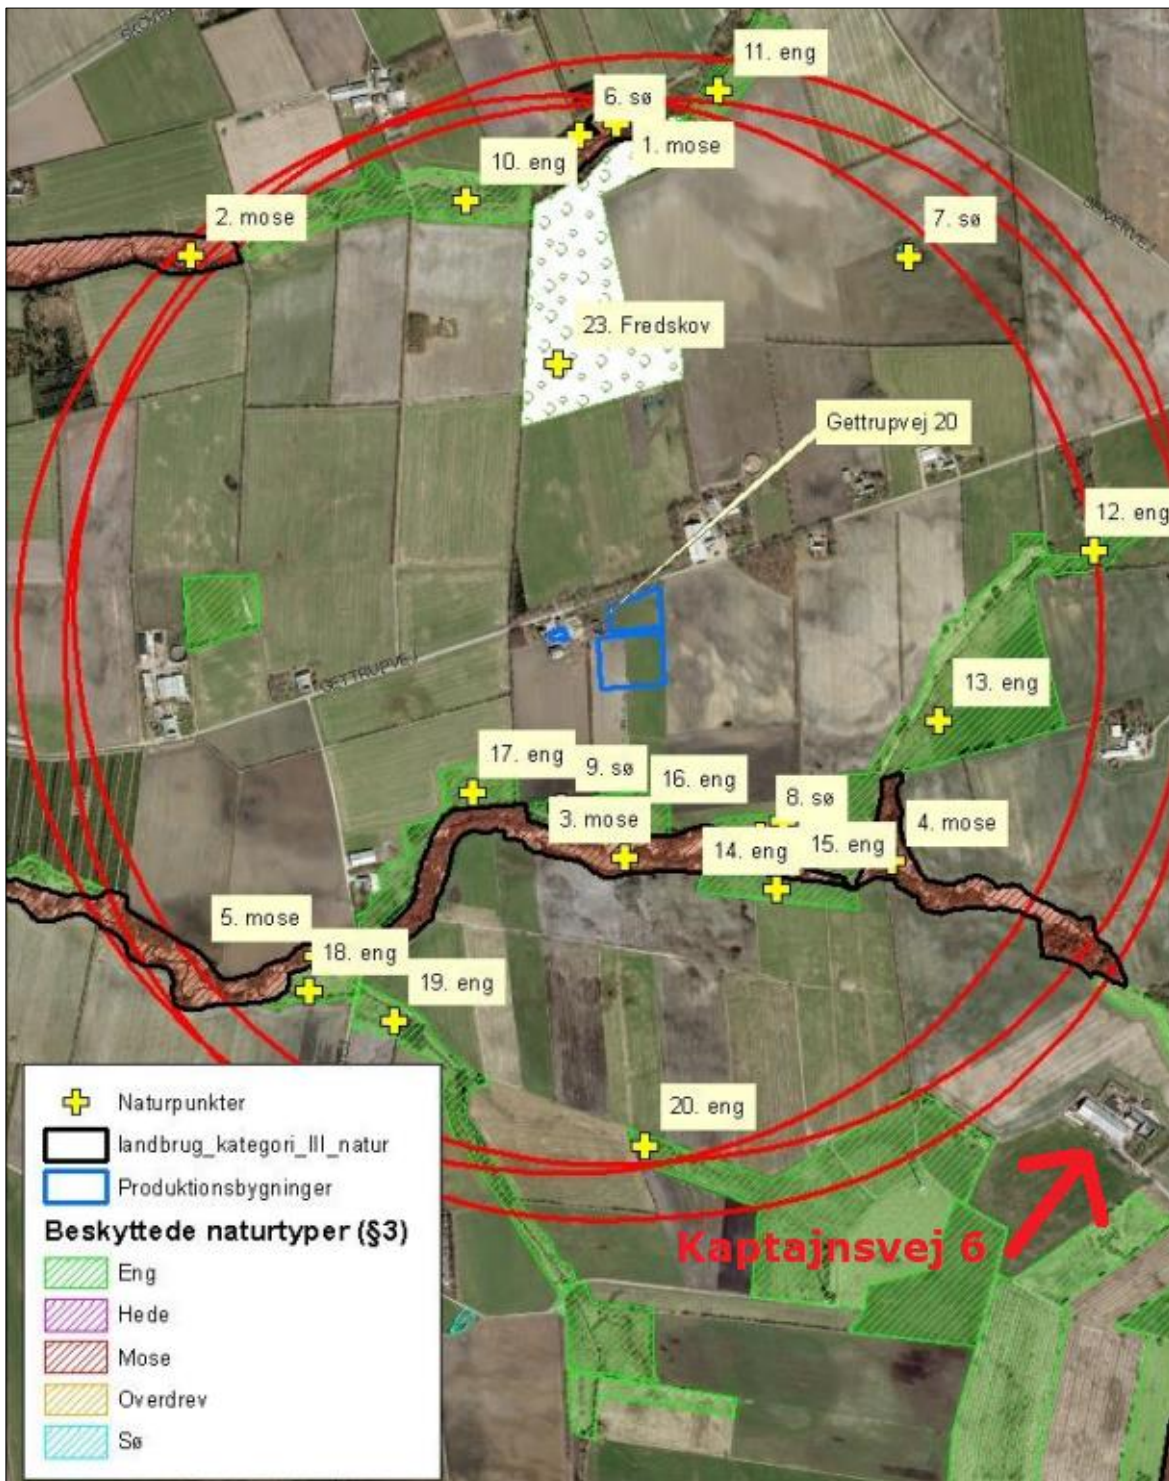 11. eng
6. sø
1. mose
10. eng
2. mose
7. sø
23. Fredskov
Gettrupvej 20
12. eng
GETTRUPVEJ
13. eng
17. eng
9. sø
16. eng
8. sø
3. mose
4. mose
14. eng
15. eng
5. mose
18. eng
19. eng
20. eng
Kaptajnsvej 6
Naturpunkter
landbrug_kategori_III_natur
Produktionsbygninger
Beskyttede naturtyper (§3)
Eng
Hede
Mose
Overdrev
Sø